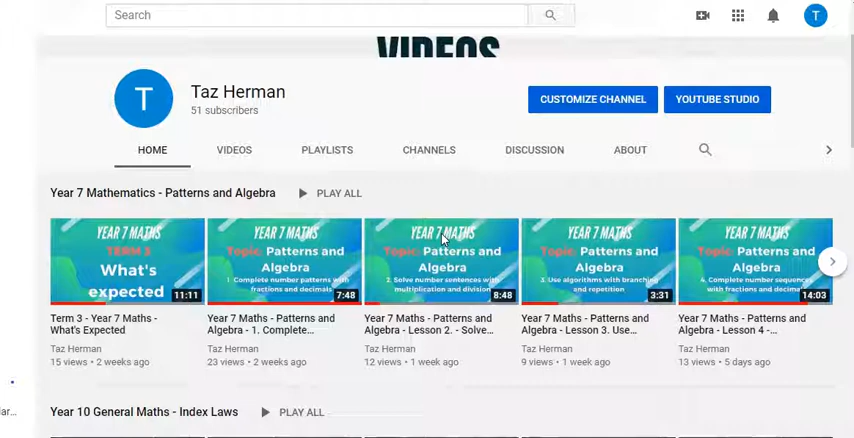 Search
T
VIDEOS
T
Taz Herman
51 subscribers
CUSTOMIZE CHANNEL
YOUTUBE STUDIO
HOME
VIDEOS
PLAYLISTS
CHANNELS
DISCUSSION
ABOUT
Year 7 Mathematics - Patterns and Algebra
PLAY ALL
YEAR 7 MATHS
TERM 3
What's
expected
11:11
YEAR 7 MATHS
Topic: Patterns and
Algebra
1. Complete number patterns with
fractions and decimals
7:48
YEAR 7 MATHS
Topic: Patterns and
Algebra
2. Solve number sentences with
multiplication and division
8:48
YEAR 7 MATHS
Topic: Patterns and
Algebra
3. Use algorithms with branching
and repetition
3:31
YEAR 7 MATHS
Topic: Patterns and
Algebra
4. Complete number sequences
with fractions and decimals
14:03
Term 3 - Year 7 Maths -
What's Expected
Taz Herman
15 views • 2 weeks ago
Year 7 Maths - Patterns and
Algebra - 1. Complete...
Taz Herman
23 views • 2 weeks ago
Year 7 Maths - Patterns and
Algebra - Lesson 2. - Solve...
Taz Herman
12 views • 1 week ago
Year 7 Maths - Patterns and
Algebra - Lesson 3. Use...
Taz Herman
9 views • 1 week ago
Year 7 Maths - Patterns and
Algebra - Lesson 4 -...
Taz Herman
13 views • 5 days ago
lar...
Year 10 General Maths - Index Laws
PLAY ALL